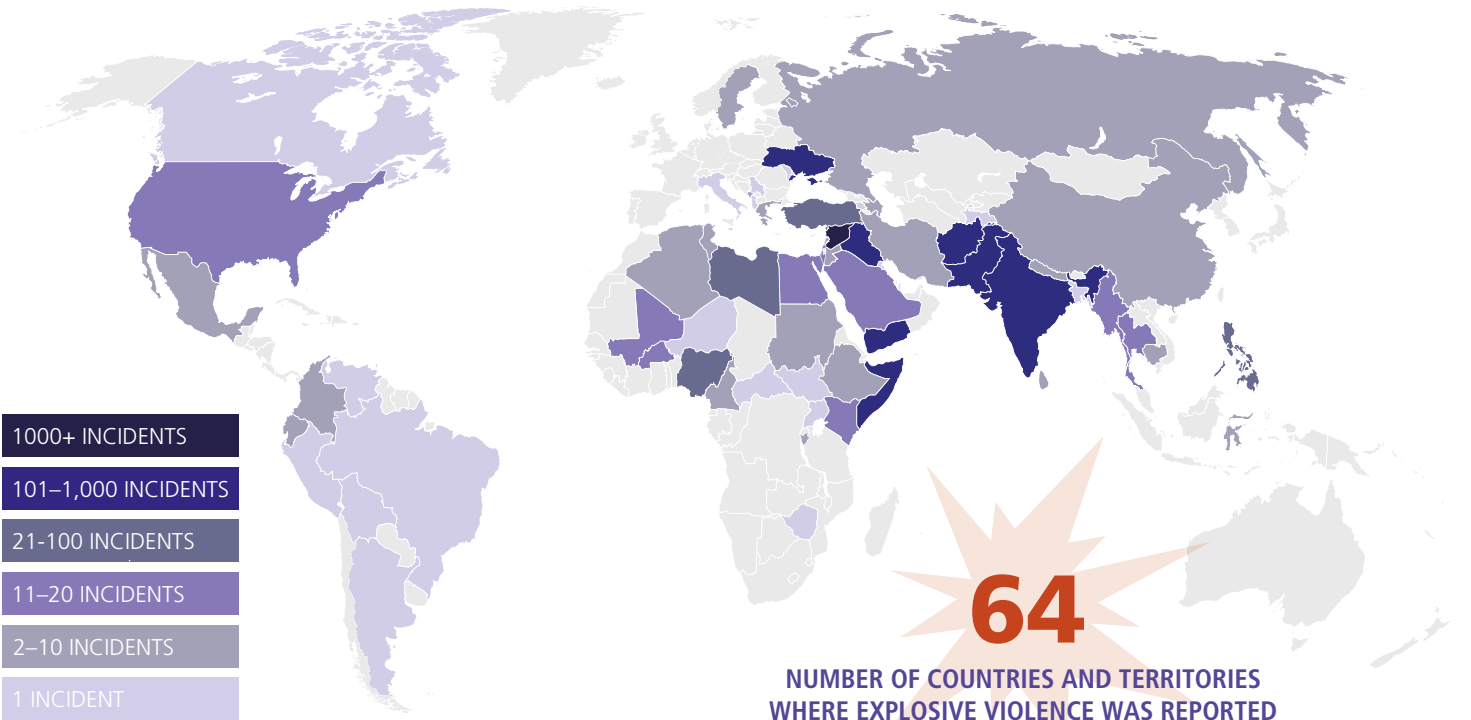 1000+ INCIDENTS
101–1,000 INCIDENTS
21-100 INCIDENTS
11–20 INCIDENTS
2–10 INCIDENTS
1 INCIDENT
64
NUMBER OF COUNTRIES AND TERRITORIES
WHERE EXPLOSIVE VIOLENCE WAS REPORTED